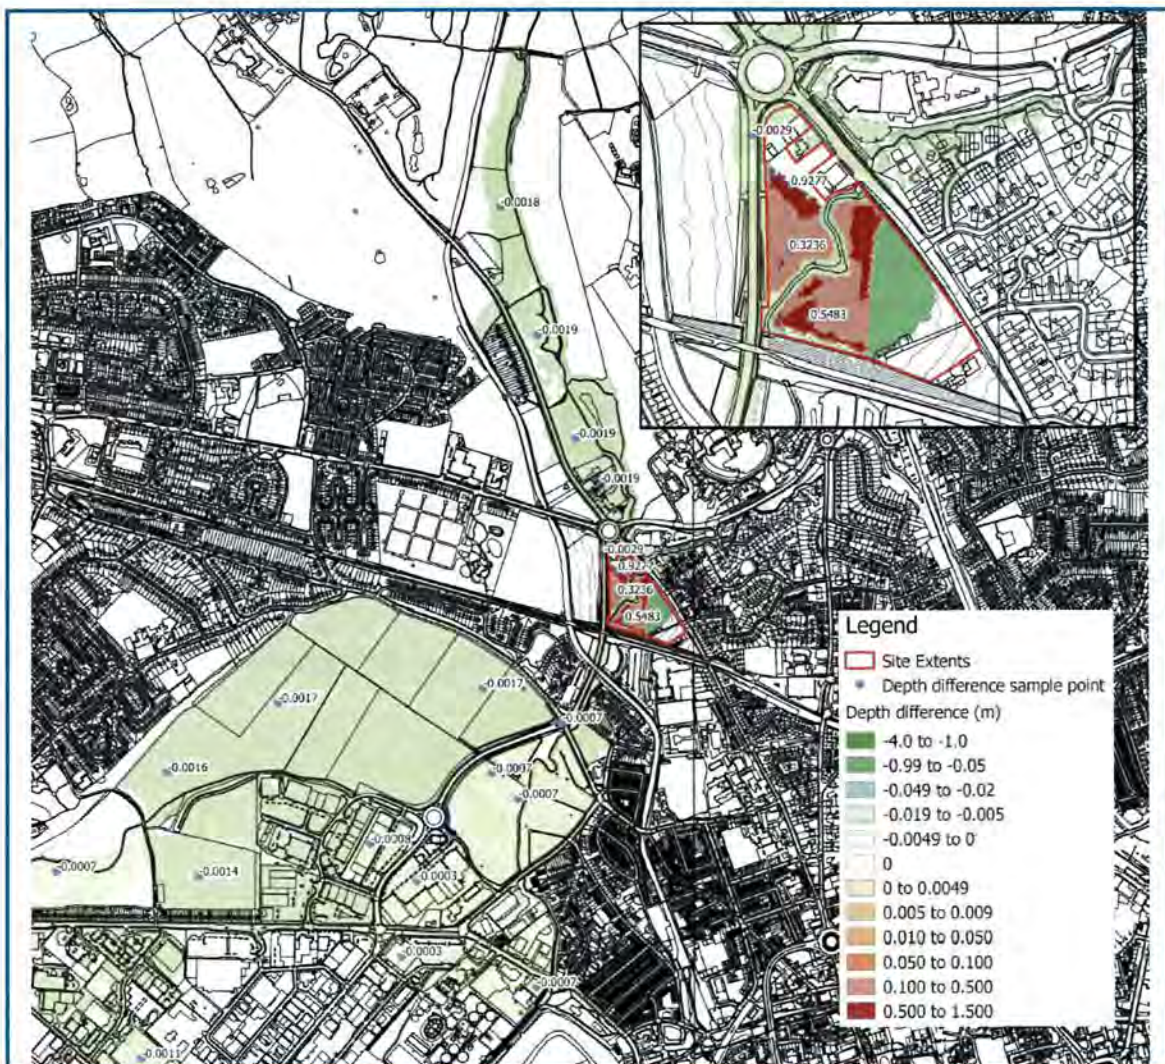 -0.0029
0.9277
0.3236
0.5483
-0.0018
-0.0019
-0.0019
-0.0019
-0.0029
0.927
0.3236
0.5483
-0.0017
-0.0017
-0.0007
-0.0016
-0.0007
-0.0007
-0.0008
-0.0007
-0.0014
-0.0003
-0.0003
-0.0007
-0.0011
Legend
Site Extents
Depth difference sample point
Depth difference (m)
-4.0 to -1.0
-0.99 to -0.05
-0.049 to -0.02
-0.019 to -0.005
-0.0049 to 0
0
0 to 0.0049
0.005 to 0.009
0.010 to 0.050
0.050 to 0.100
0.100 to 0.500
0.500 to 1.500